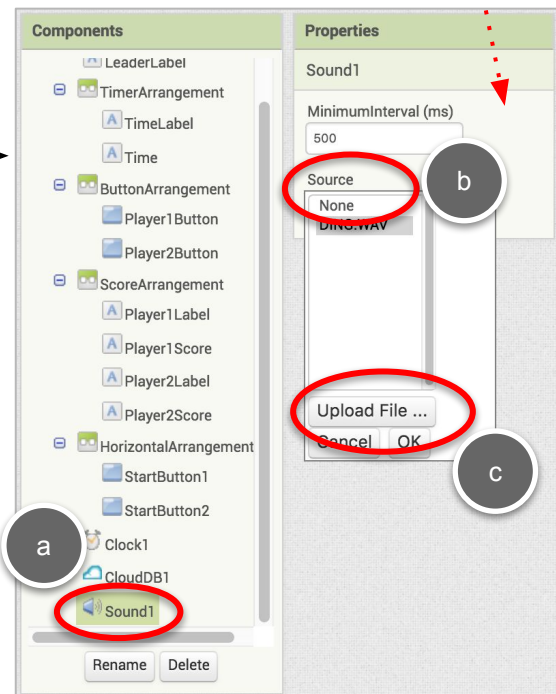 Components
LeaderLabel
TimerArrangement
TimeLabel
Time
ButtonArrangement
Player1Button
Player2Button
ScoreArrangement
Player1Label
Player1Score
Player2Label
Player2Score
HorizontalArrangement
StartButton1
StartButton2
a
Clock1
CloudDB1
Sound1
Rename Delete
Properties
Sound1
MinimumInterval (ms)
500
Source
b
None
DING.WAV
Upload File ...
Cancel OK
c